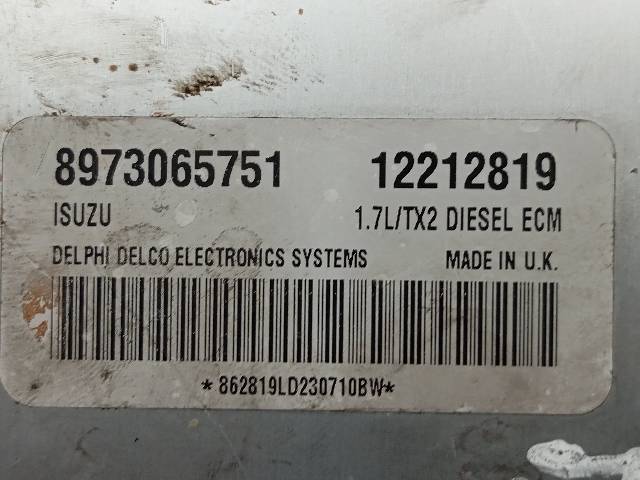 8973065751 12212819
ISUZU 1.7L/TX2 DIESEL ECM
DELPHI DELCO ELECTRONICS SYSTEMS MADE IN U.K.
*862819LD230710BW*